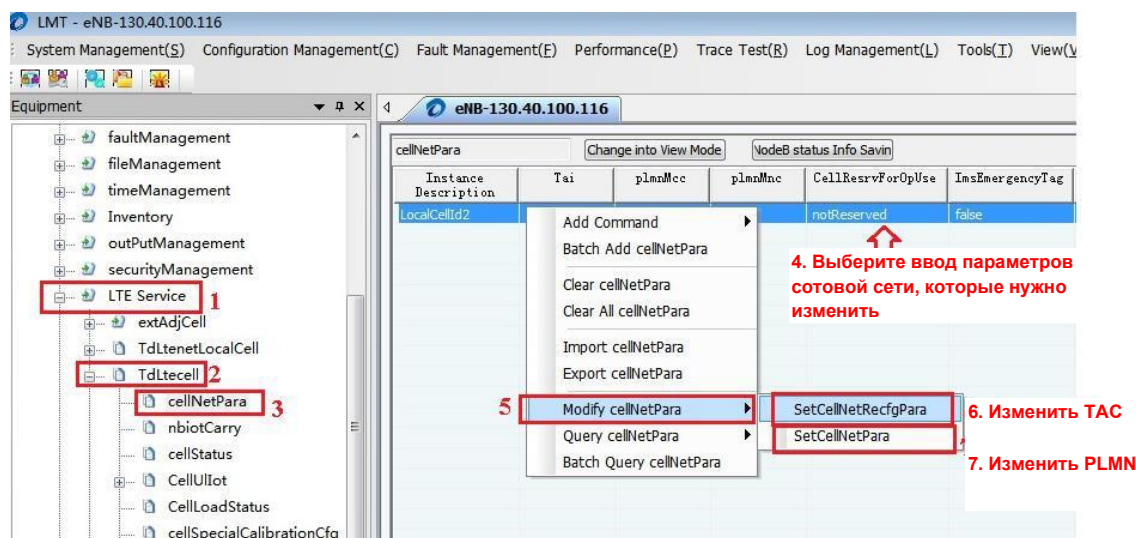 LMT - eNB-130.40.100.116
System Management(S) Configuration Management(C) Fault Management(F) Performance(P) Trace Test(R) Log Management(L) Tools(T) View(V
Equipment
eNB-130.40.100.116
faultManagement
fileManagement
timeManagement
Inventory
outPutManagement
securityManagement
LTE Service
1
extAdjCell
TdLtenetLocalCell
TdLtecell
2
cellNetPara
3
nbiotCarry
cellStatus
CellUlIot
CellLoadStatus
cellSpecialCalibrationCfg
cellNetPara
Change into View Mode
NodeB status Info Savin
Instance Description
Tai
plmnMcc
plmnMnc
CellResrvForOpUse
ImsEmergencyTag
LocalCellId2
notReserved
false
Add Command
Batch Add cellNetPara
Clear cellNetPara
Clear All cellNetPara
Import cellNetPara
Export cellNetPara
5
Modify cellNetPara
Query cellNetPara
Batch Query cellNetPara
SetCellNetRecfgPara
SetCellNetPara
4. Выберите ввод параметров
сотовой сети, которые нужно
изменить
6. Изменить TAC
7. Изменить PLMN